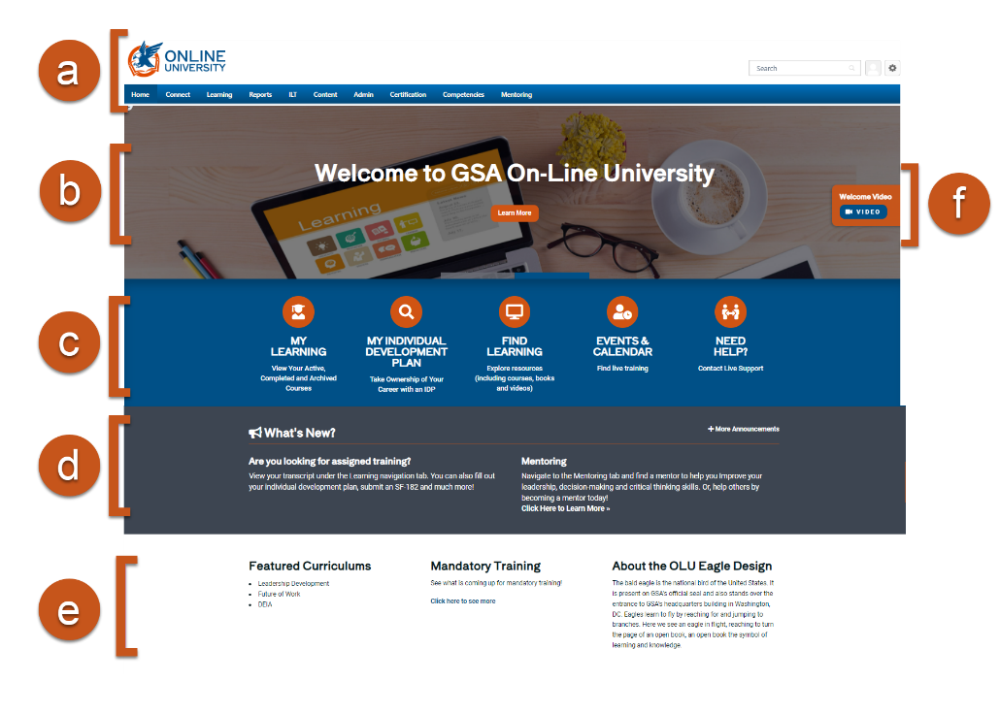 a
ONLINE
UNIVERSITY
Search
Home Connect Learning Reports ILT Content Admin Certification Competencies Mentoring
b
Welcome to GSA On-Line University
Learn More
Learning
Welcome Video
VIDEO
f
c
MY
LEARNING
View Your Active,
Completed and Archived
Courses
MY INDIVIDUAL
DEVELOPMENT
PLAN
Take Ownership of Your
Career with an IDP
FIND
LEARNING
Explore resources
(including courses, books
and videos)
EVENTS &
CALENDAR
Find live training
NEED
HELP?
Contact Live Support
d
What's New?
+ More Announcements
Are you looking for assigned training?
View your transcript under the Learning navigation tab. You can also fill out
your individual development plan, submit an SF-182 and much more!
Mentoring
Navigate to the Mentoring tab and find a mentor to help you Improve your
leadership, decision-making and critical thinking skills. Or, help others by
becoming a mentor today!
Click Here to Learn More »
e
Featured Curriculums
• Leadership Development
• Future of Work
• DEIA
Mandatory Training
See what is coming up for mandatory training!
Click here to see more
About the OLU Eagle Design
The bald eagle is the national bird of the United States. It
is present on GSA's official seal and also stands over the
entrance to GSA's headquarters building in Washington,
DC. Eagles learn to fly by reaching for and jumping to
branches. Here we see an eagle in flight, reaching to turn
the page of an open book, an open book the symbol of
learning and knowledge.